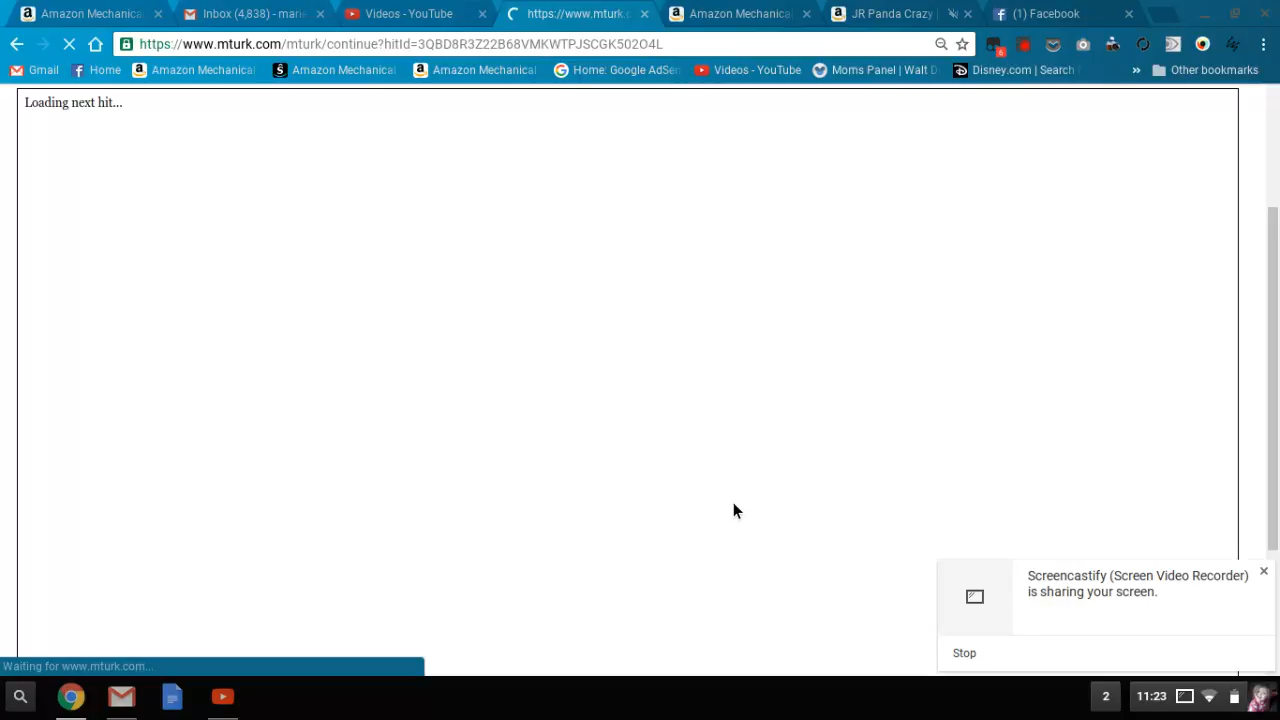 Amazon Mechanica
Inbox (4,838) - mari
Videos - YouTube
https://www.mturk.c
Amazon Mechanica
JR Panda Crazy
(1) Facebook
https://www.mturk.com/mturk/continue?hitId=3QBD8R3Z22B68VMKWTPJSCGK502O4L
6
Gmail
Home
Amazon Mechanical
Amazon Mechanical
Amazon Mechanical
Home: Google AdSen
Videos - YouTube
Moms Panel | Walt D
Disney.com | Search
»
Other bookmarks
Loading next hit...
Screencastify (Screen Video Recorder)
is sharing your screen.
Stop
Waiting for www.mturk.com...
2
11:23